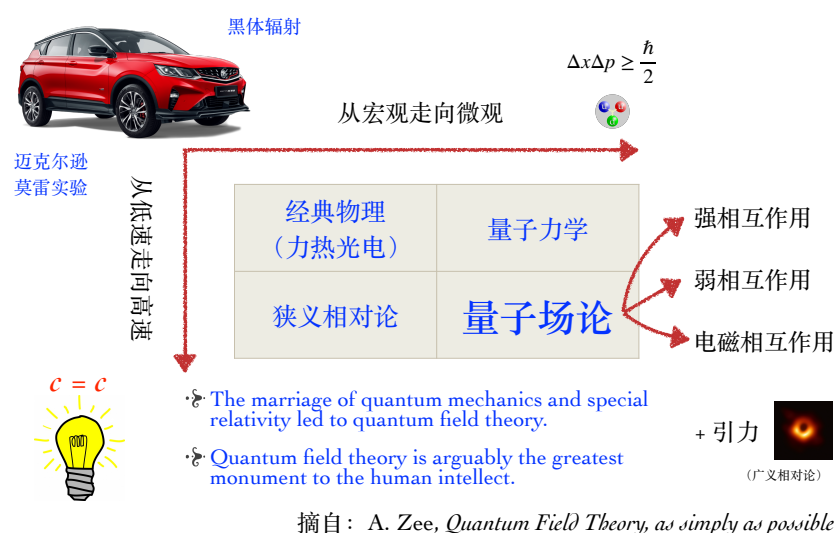 黑体辐射
ΔxΔp ≥ ħ/2
从宏观走向微观
迈克尔逊
莫雷实验
从低速走向高速
经典物理
（力热光电）
量子力学
狭义相对论
量子场论
强相互作用
弱相互作用
电磁相互作用
c = c
The marriage of quantum mechanics and special
relativity led to quantum field theory.
Quantum field theory is arguably the greatest
monument to the human intellect.
+ 引力
（广义相对论）
摘自： A. Zee, Quantum Field Theory, as simply as possible